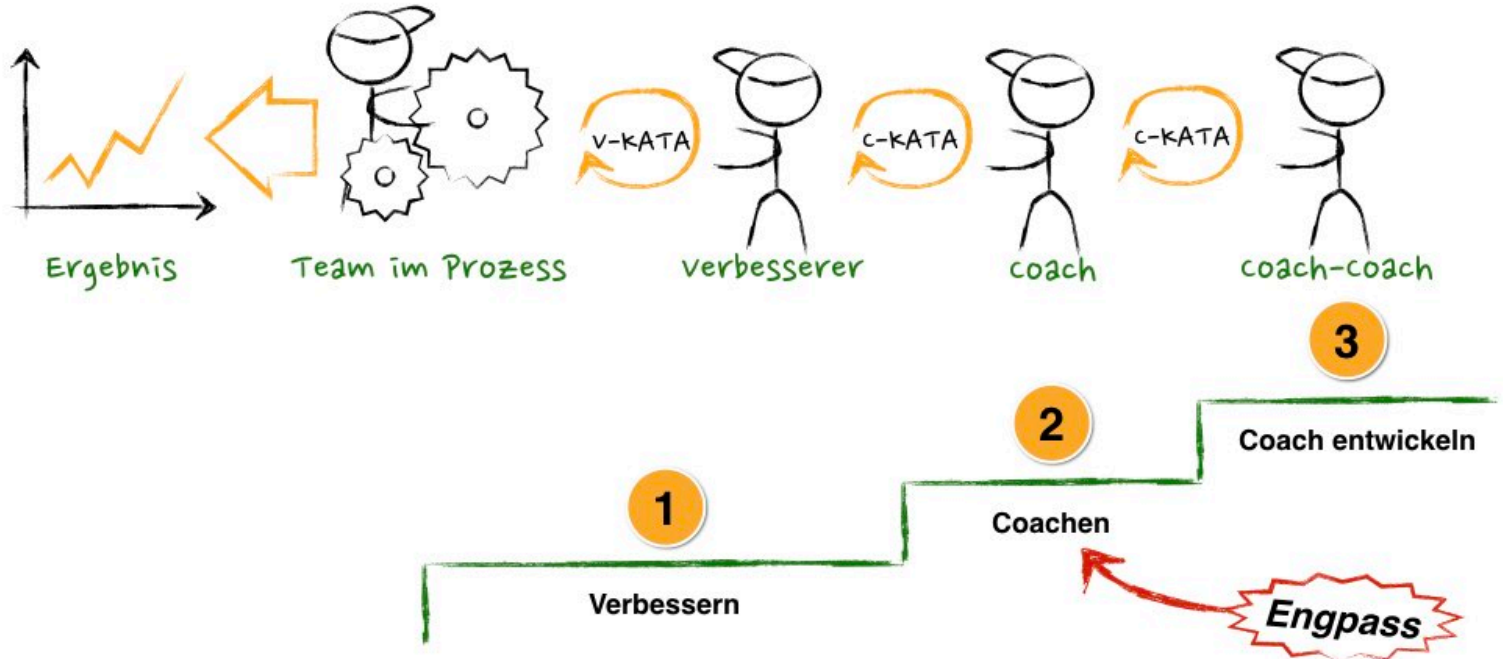 V-KATA
C-KATA
C-KATA
Ergebnis
Team im Prozess
Verbesserer
Coach
Coach-Coach
3
2
Coach entwickeln
1
Coachen
Verbessern
Engpass